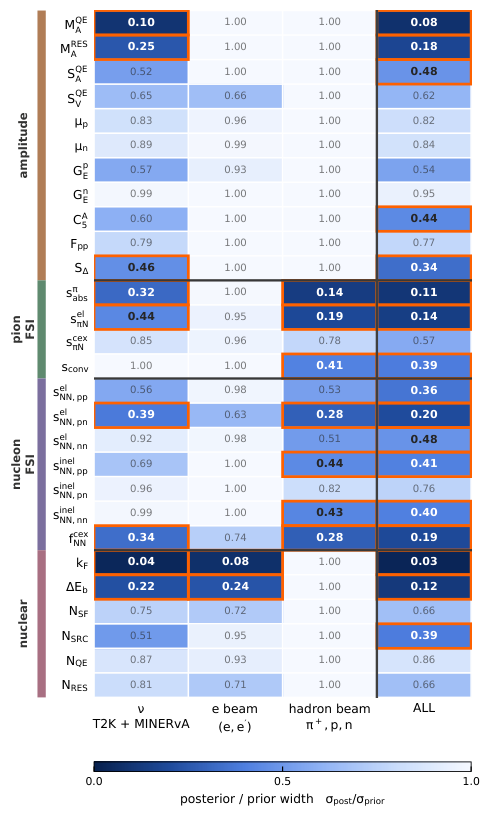 M_A^QE 0.10 1.00 1.00 0.08
M_A^RES 0.25 1.00 1.00 0.18
S_A^QE 0.52 1.00 1.00 0.48
S_V^QE 0.65 0.66 1.00 0.62
μ_p 0.83 0.96 1.00 0.82
μ_n 0.89 0.99 1.00 0.84
G_E^p 0.57 0.93 1.00 0.54
G_E^n 0.99 1.00 1.00 0.95
C_5^A 0.60 1.00 1.00 0.44
F_pp 0.79 1.00 1.00 0.77
S_Δ 0.46 1.00 1.00 0.34
amplitude
s_abs^π 0.32 1.00 0.14 0.11
s_πN^el 0.44 0.95 0.19 0.14
s_πN^cex 0.85 0.96 0.78 0.57
s_conv 1.00 1.00 0.41 0.39
pion
FSI
s_NN, pp^el 0.56 0.98 0.53 0.36
s_NN, pn^el 0.39 0.63 0.28 0.20
s_NN, nn^el 0.92 0.98 0.51 0.48
s_NN, pp^inel 0.69 1.00 0.44 0.41
s_NN, pn^inel 0.96 1.00 0.82 0.76
s_NN, nn^inel 0.99 1.00 0.43 0.40
f_NN^cex 0.34 0.74 0.28 0.19
nucleon
FSI
k_F 0.04 0.08 1.00 0.03
ΔE_b 0.22 0.24 1.00 0.12
N_SF 0.75 0.72 1.00 0.66
N_SRC 0.51 0.95 1.00 0.39
N_QE 0.87 0.93 1.00 0.86
N_RES 0.81 0.71 1.00 0.66
nuclear
ν e beam hadron beam ALL
T2K + MINERvA (e, e′) π⁺, p, n
0.0 0.5 1.0
posterior / prior width σ_post/σ_prior